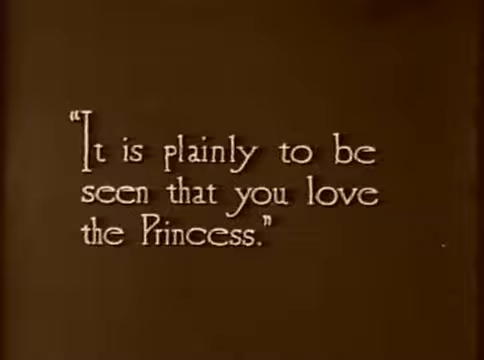 "It is plainly to be
seen that you love
the Princess."